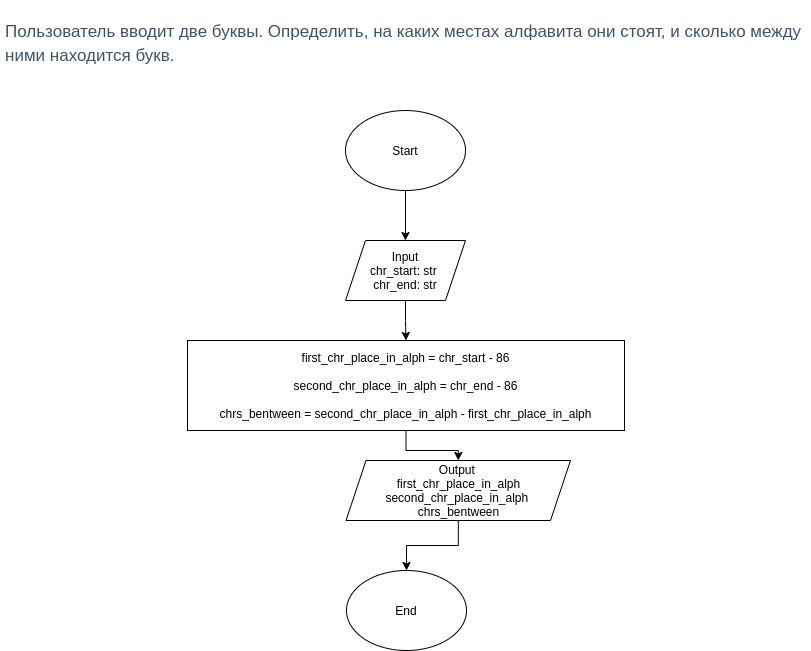 Пользователь вводит две буквы. Определить, на каких местах алфавита они стоят, и сколько между
ними находится букв.
Start
Input
chr_start: str
chr_end: str
first_chr_place_in_alph = chr_start - 86
second_chr_place_in_alph = chr_end - 86
chrs_bentween = second_chr_place_in_alph - first_chr_place_in_alph
Output
first_chr_place_in_alph
second_chr_place_in_alph
chrs_bentween
End